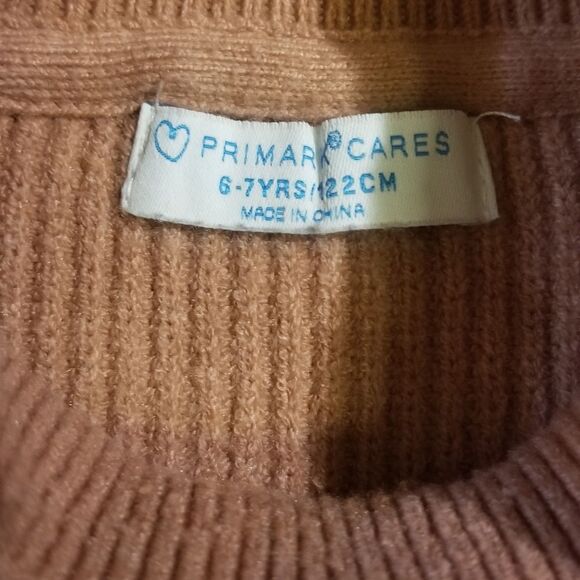 PRIMARK® CARES
6-7YRS/122CM
MADE IN CHINA